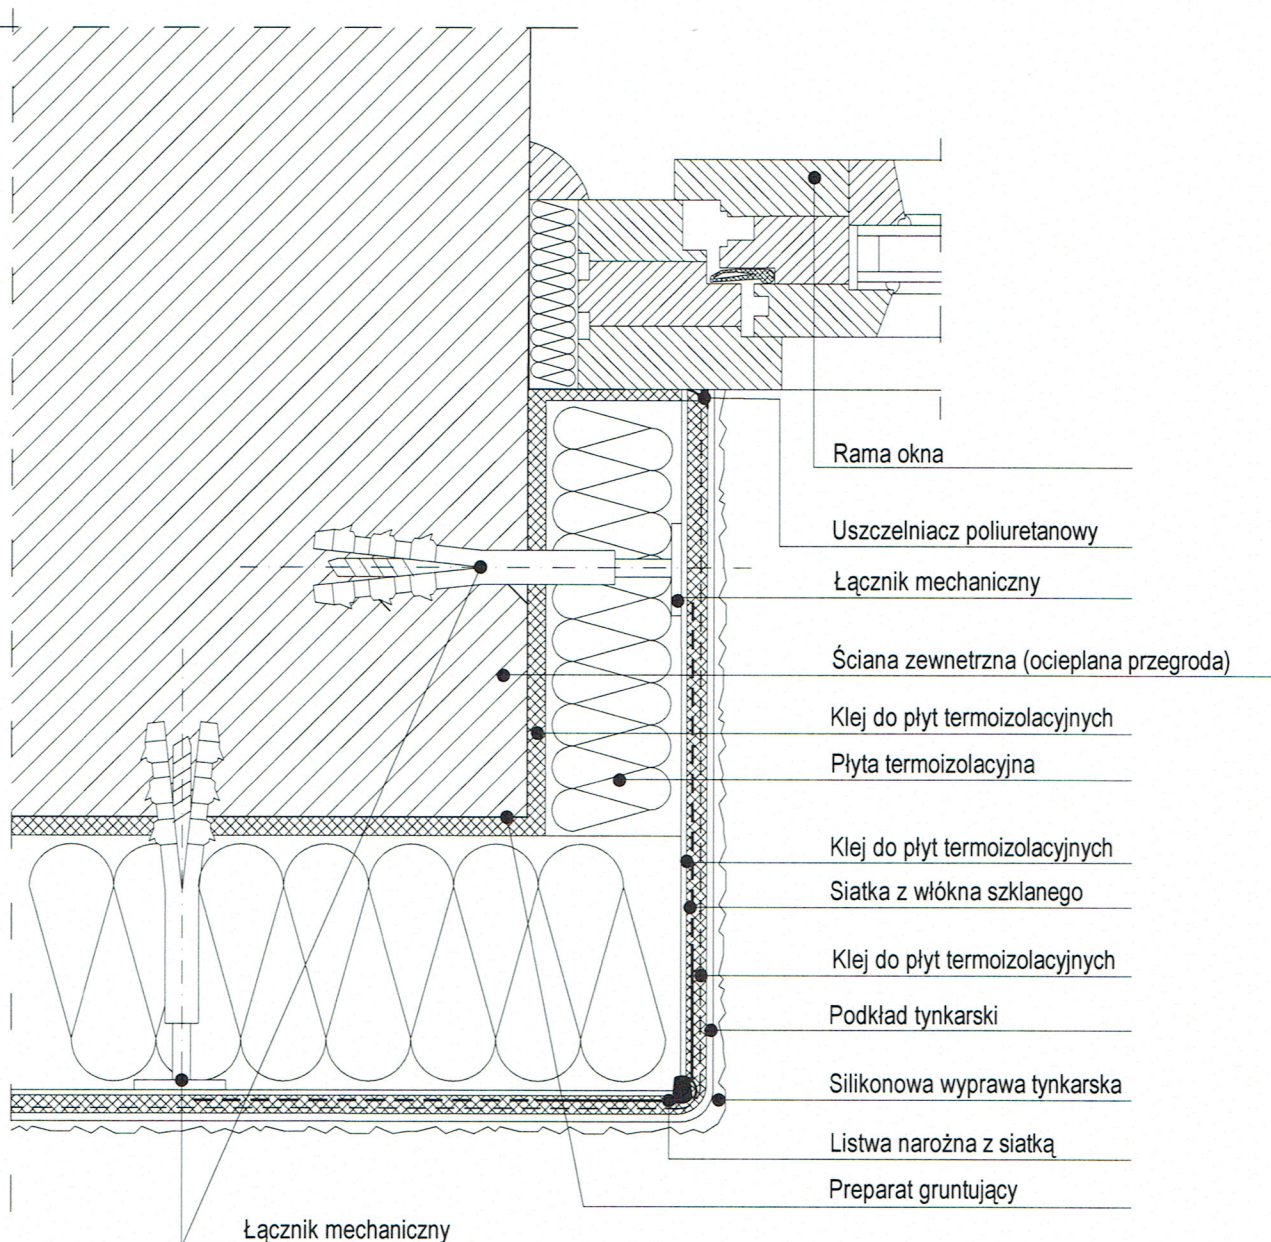 Rama okna
Uszczelniacz poliuretanowy
Łącznik mechaniczny
Ściana zewnetrzna (ocieplana przegroda)
Klej do płyt termoizolacyjnych
Płyta termoizolacyjna
Klej do płyt termoizolacyjnych
Siatka z włókna szklanego
Klej do płyt termoizolacyjnych
Podkład tynkarski
Silikonowa wyprawa tynkarska
Listwa narożna z siatką
Preparat gruntujący
Łącznik mechaniczny